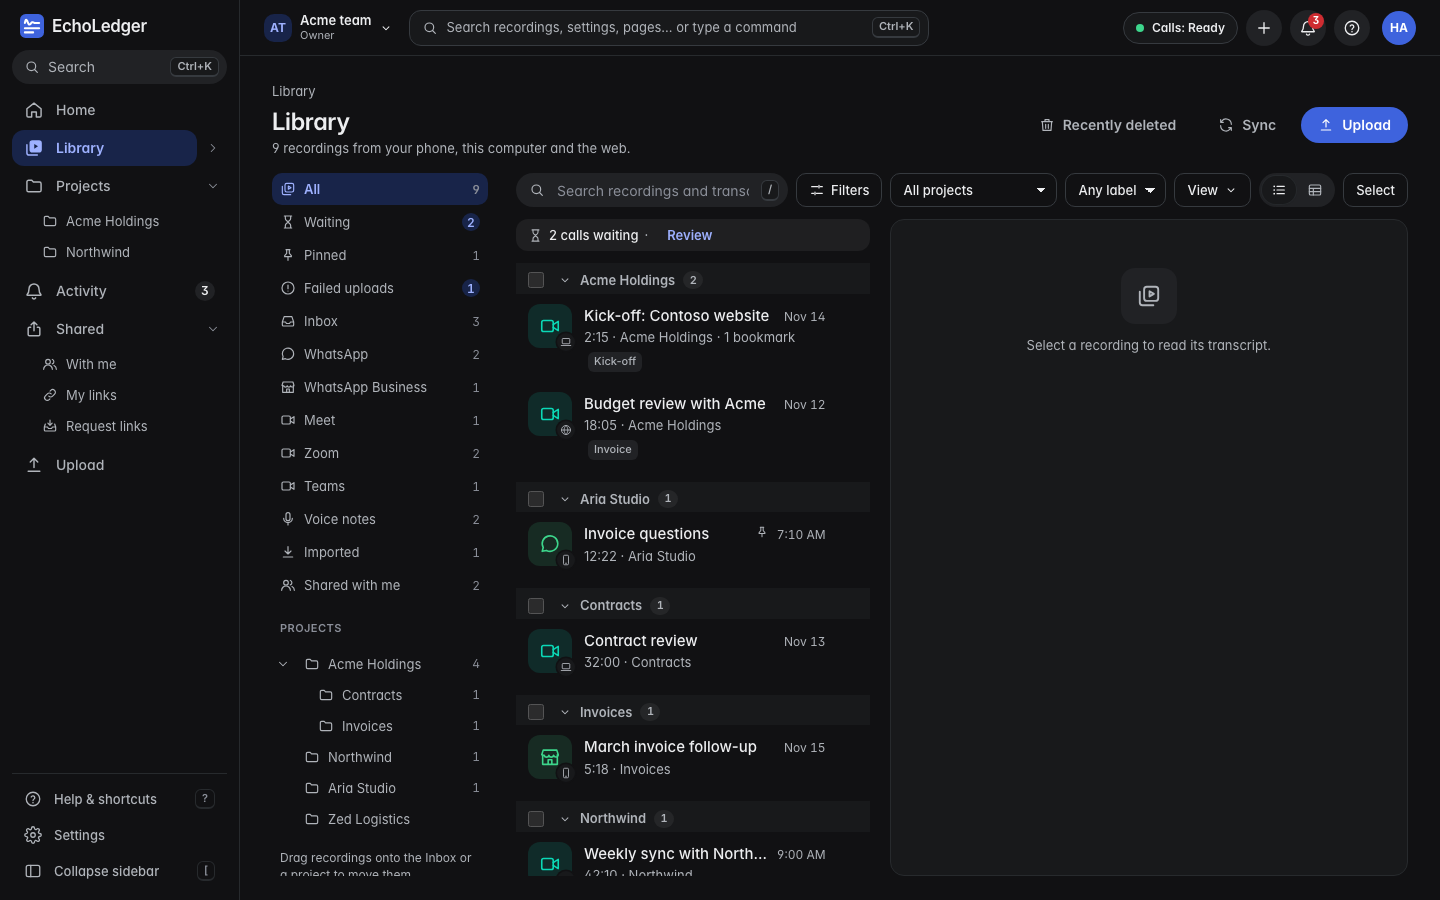 EchoLedger
Search
Ctrl+K
Home
Library
Projects
Acme Holdings
Northwind
Activity
3
Shared
With me
My links
Request links
Upload
Help & shortcuts
?
Settings
Collapse sidebar
[
AT
Acme team
Owner
Search recordings, settings, pages... or type a command
Ctrl+K
Calls: Ready
3
HA
Library
Library
9 recordings from your phone, this computer and the web.
Recently deleted
Sync
Upload
All 9
Waiting 2
Pinned 1
Failed uploads 1
Inbox 3
WhatsApp 2
WhatsApp Business 1
Meet 1
Zoom 2
Teams 1
Voice notes 2
Imported 1
Shared with me 2
PROJECTS
Acme Holdings 4
Contracts 1
Invoices 1
Northwind 1
Aria Studio 1
Zed Logistics
Drag recordings onto the Inbox or
a project to move them
Search recordings and transc
/
Filters
All projects
Any label
View
Select
2 calls waiting · Review
Acme Holdings 2
Kick-off: Contoso website Nov 14
2:15 · Acme Holdings · 1 bookmark
Kick-off
Budget review with Acme Nov 12
18:05 · Acme Holdings
Invoice
Aria Studio 1
Invoice questions 7:10 AM
12:22 · Aria Studio
Contracts 1
Contract review Nov 13
32:00 · Contracts
Invoices 1
March invoice follow-up Nov 15
5:18 · Invoices
Northwind 1
Weekly sync with North... 9:00 AM
42:10 · Northwind
Select a recording to read its transcript.